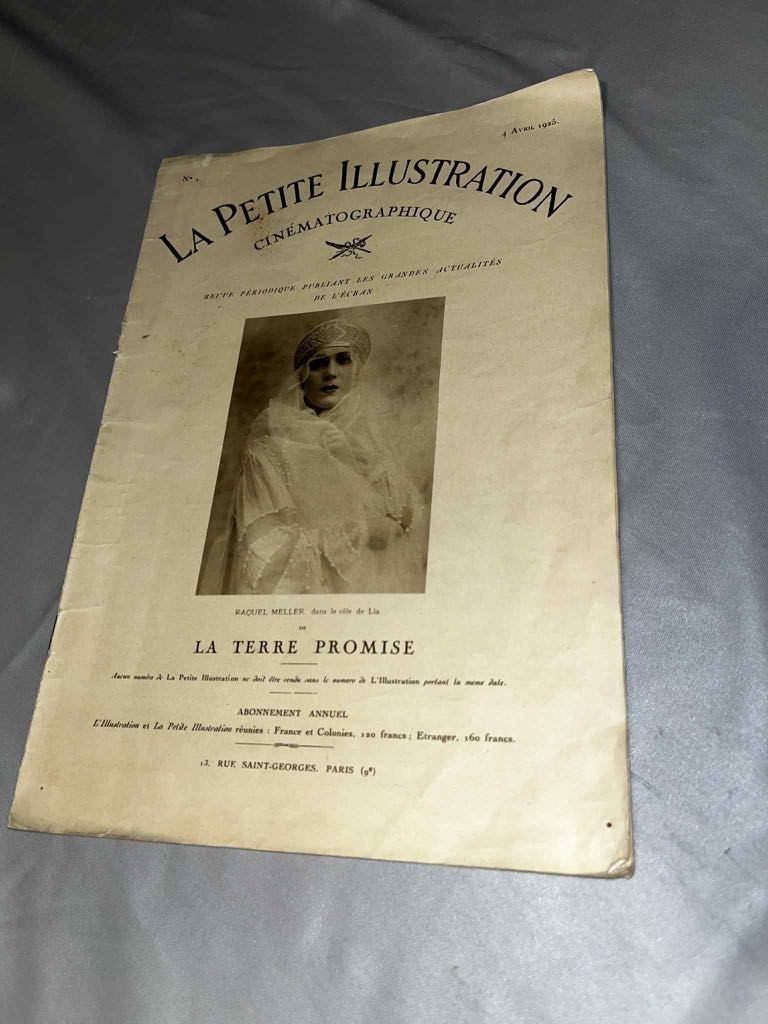 Nº 1
4 Avril 1925.
LA PETITE ILLUSTRATION
CINÉMATOGRAPHIQUE
REVUE PÉRIODIQUE PUBLIANT LES GRANDES ACTUALITÉS
DE L'ÉCRAN
RAQUEL MELLER, dans le rôle de Lia
DE
LA TERRE PROMISE
Aucun numéro de La Petite Illustration ne doit être vendu sans le numéro de L'Illustration portant la même date.
ABONNEMENT ANNUEL
L'Illustration et La Petite Illustration réunies : France et Colonies, 120 francs ; Etranger, 160 francs.
13, RUE SAINT-GEORGES, PARIS (9e)